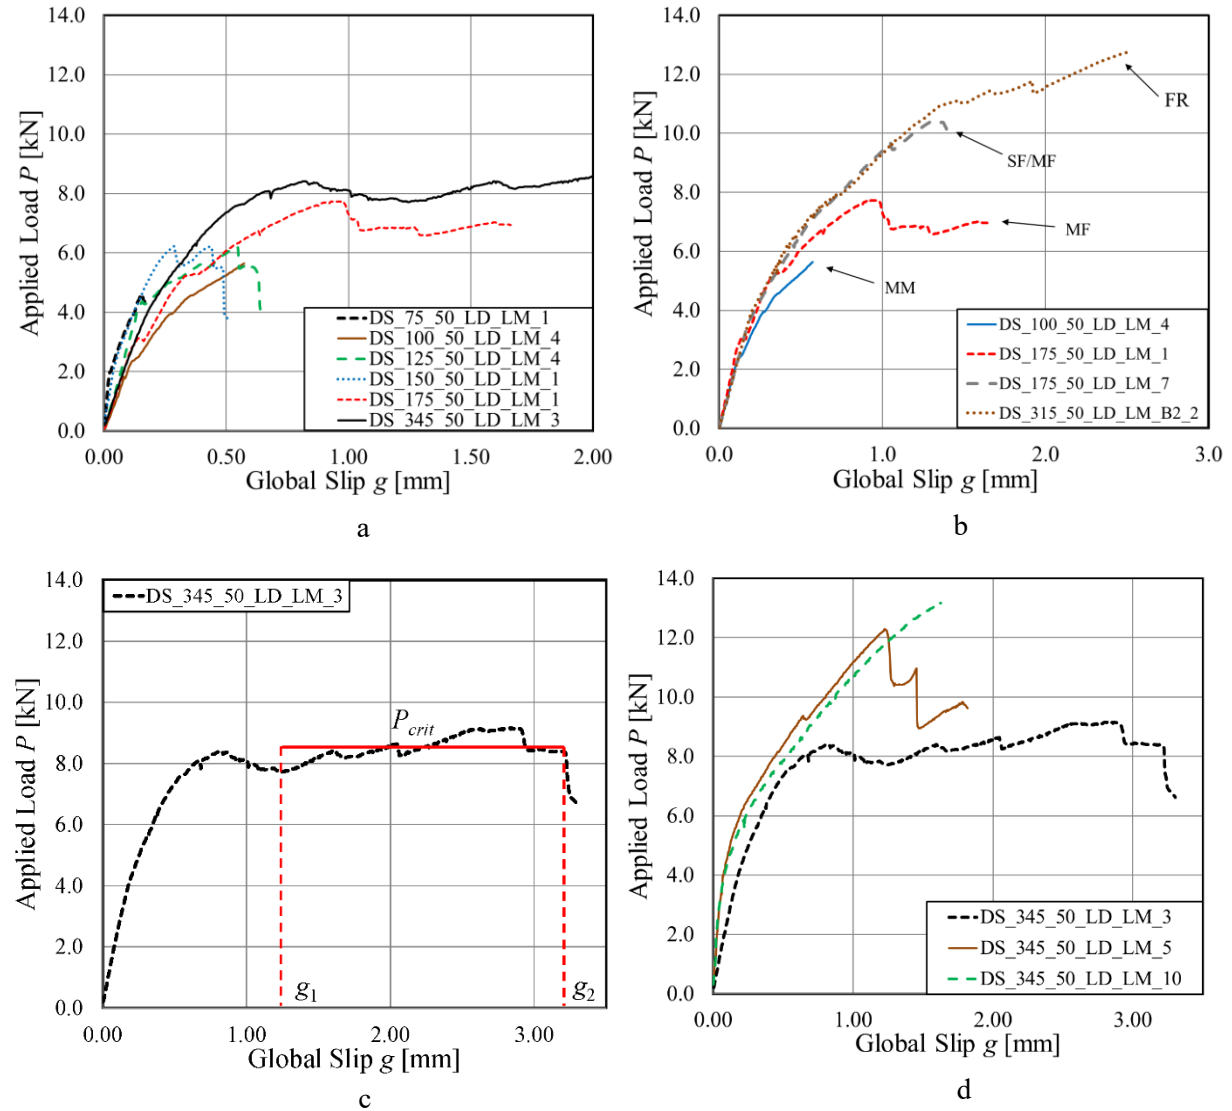 14.0
12.0
10.0
8.0
6.0
4.0
2.0
0.0
Applied Load P [kN]
DS_75_50_LD_LM_1
DS_100_50_LD_LM_4
DS_125_50_LD_LM_4
DS_150_50_LD_LM_1
DS_175_50_LD_LM_1
DS_345_50_LD_LM_3
0.00 0.50 1.00 1.50 2.00
Global Slip g [mm]
a
14.0
12.0
10.0
8.0
6.0
4.0
2.0
0.0
Applied Load P [kN]
FR
SF/MF
MF
MM
DS_100_50_LD_LM_4
DS_175_50_LD_LM_1
DS_175_50_LD_LM_7
DS_315_50_LD_LM_B2_2
0.0 1.0 2.0 3.0
Global Slip g [mm]
b
14.0
12.0
10.0
8.0
6.0
4.0
2.0
0.0
Applied Load P [kN]
DS_345_50_LD_LM_3
Pcrit
g1 g2
0.00 1.00 2.00 3.00
Global Slip g [mm]
c
14.0
12.0
10.0
8.0
6.0
4.0
2.0
0.0
Applied Load P [kN]
DS_345_50_LD_LM_3
DS_345_50_LD_LM_5
DS_345_50_LD_LM_10
0.00 1.00 2.00 3.00
Global Slip g [mm]
d